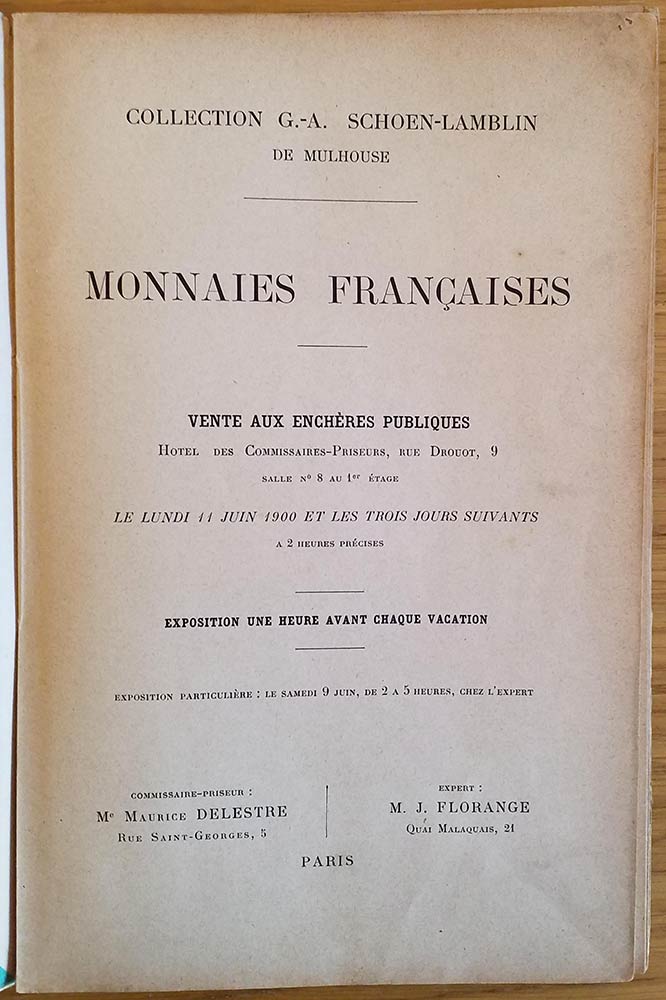 COLLECTION G.-A. SCHOEN-LAMBLIN
DE MULHOUSE
MONNAIES FRANÇAISES
VENTE AUX ENCHÈRES PUBLIQUES
HOTEL DES COMMISSAIRES-PRISEURS, RUE DROUOT, 9
SALLE Nº 8 AU 1er ÉTAGE
LE LUNDI 11 JUIN 1900 ET LES TROIS JOURS SUIVANTS
A 2 HEURES PRÉCISES
EXPOSITION UNE HEURE AVANT CHAQUE VACATION
EXPOSITION PARTICULIÈRE : LE SAMEDI 9 JUIN, DE 2 A 5 HEURES, CHEZ L'EXPERT
COMMISSAIRE-PRISEUR :
Me MAURICE DELESTRE
RUE SAINT-GEORGES, 5
EXPERT :
M. J. FLORANGE
QUAI MALAQUAIS, 21
PARIS